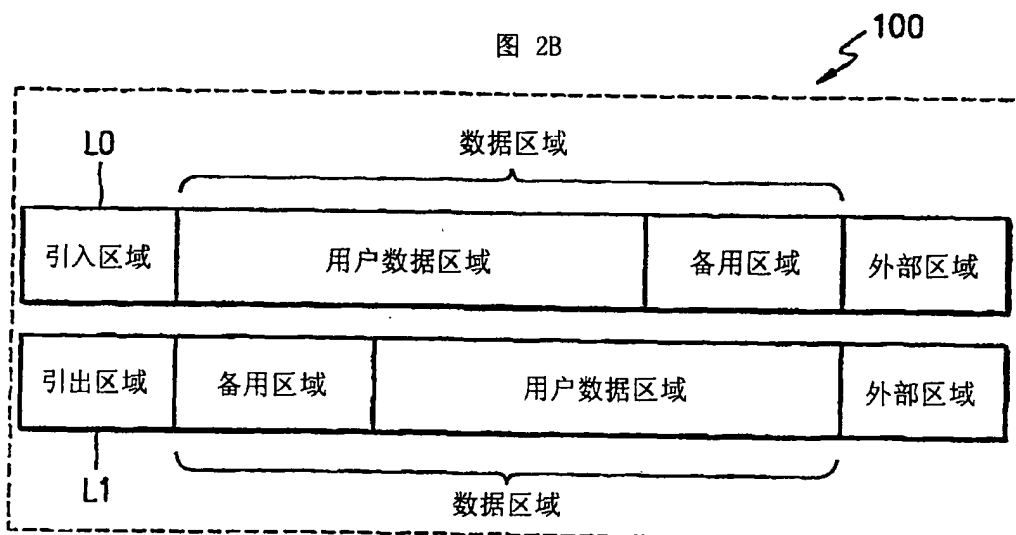 图 2B
100
L0
数据区域
引入区域 用户数据区域 备用区域 外部区域
引出区域 备用区域 用户数据区域 外部区域
L1
数据区域